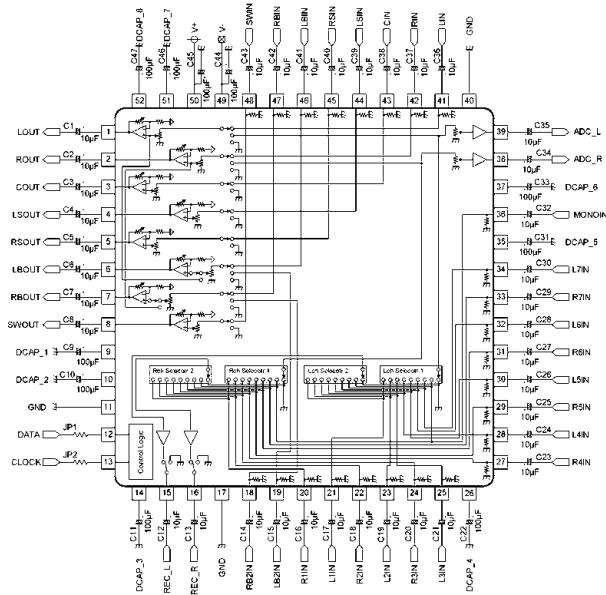 DCAP_8 DCAP_7 V+ V- SWIN RBIN LBIN RSIN LSIN CIN RIN LIN GND
C47 C46 C45 C44 C43 C42 C41 C40 C39 C38 C37 C36
100µF 100µF 100µF 100µF 10µF 10µF 10µF 10µF 10µF 10µF 10µF 10µF
52 51 50 49 48 47 46 45 44 43 42 41 40
LOUT C1 10µF 1
39 C35 10µF ADC_L
ROUT C2 10µF 2
38 C34 10µF ADC_R
COUT C3 10µF 3
37 C33 100µF DCAP_6
LSOUT C4 10µF 4
36 C32 10µF MONOIN
RSOUT C5 10µF 5
35 C31 100µF DCAP_5
LBOUT C6 10µF 6
34 C30 10µF L7IN
RBOUT C7 10µF 7
33 C29 10µF R7IN
SWOUT C8 10µF 8
32 C28 10µF L6IN
DCAP_1 C9 100µF 9
31 C27 10µF R6IN
DCAP_2 C10 100µF 10
30 C26 10µF L5IN
GND 11
29 C25 10µF R5IN
DATA JP1 12
28 C24 10µF L4IN
CLOCK JP2 13
27 C23 10µF R4IN
Rch Selector 2 Rch Selector 1 Lch Selector 2 Lch Selector 1
Control Logic
14 15 16 17 18 19 20 21 22 23 24 25 26
C11 C12 C13 C14 C15 C16 C17 C18 C19 C20 C21 C22
100µF 10µF 10µF 10µF 10µF 10µF 10µF 10µF 10µF 10µF 10µF 100µF
DCAP_3 REC_L REC_R GND RB2IN LB2IN R1IN L1IN R2IN L2IN R3IN L3IN DCAP_4